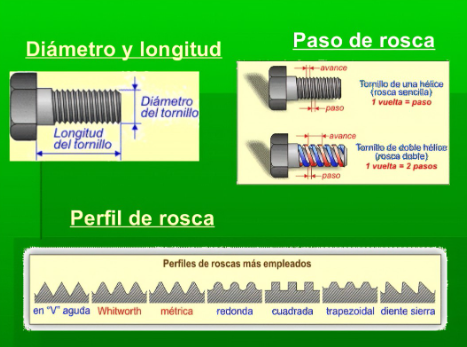 Diámetro y longitud
Diámetro
del tornillo
Longitud
del tornillo
Paso de rosca
avance
Tornillo de una hélice
(rosca sencilla)
1 vuelta = paso
paso
avance
Tornillo de doble hélice
(rosca doble)
1 vuelta = 2 pasos
paso
Perfil de rosca
Perfiles de roscas más empleados
en "V" aguda Whitworth métrica redonda cuadrada trapezoidal diente sierra